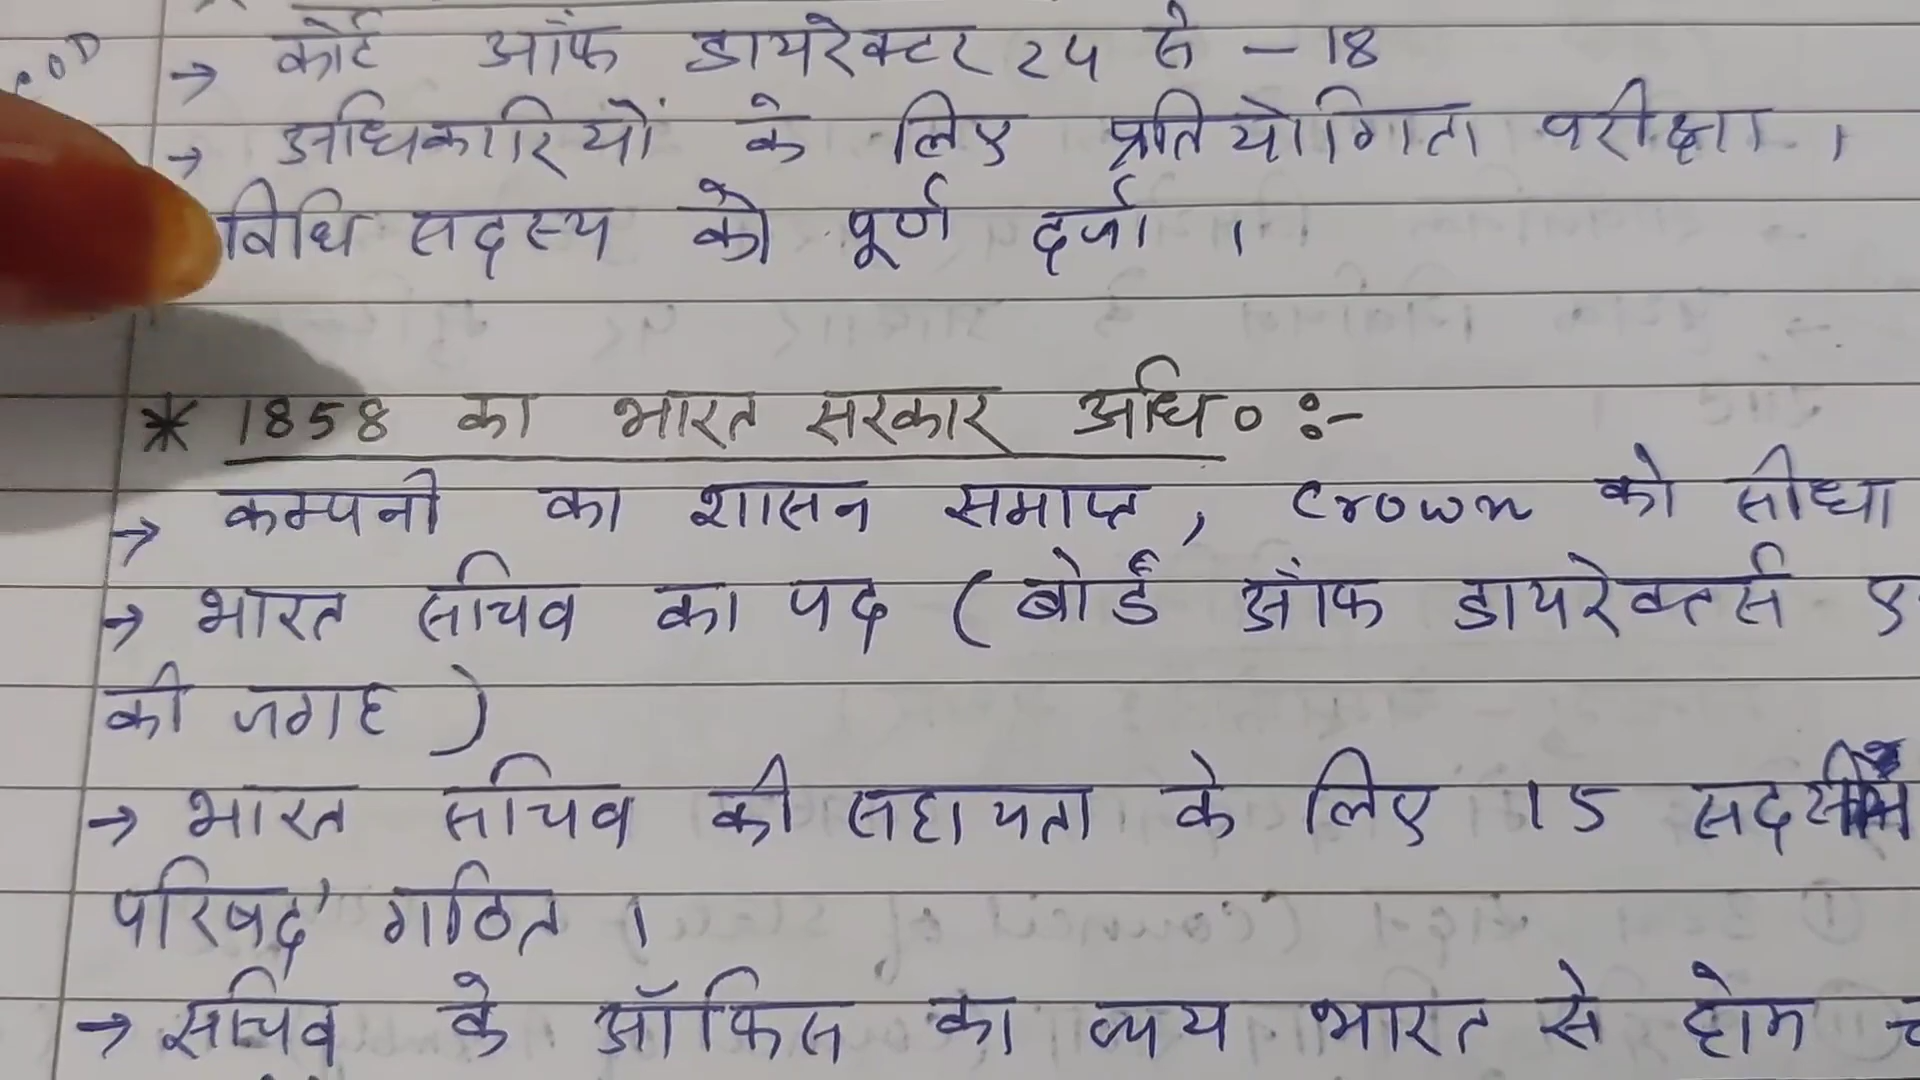 COD
→ कोर्ट ऑफ डायरेक्टर 24 से - 18
→ अधिकारियों के लिए प्रतियोगिता परीक्षा ।
विधि सदस्य को पूर्ण दर्जा ।
* 1858 का भारत सरकार अधि० :-
→ कम्पनी का शासन समाप्त, crown को सीधा
→ भारत सचिव का पद (बोर्ड ऑफ डायरेक्टर्स ए
की जगह)
→ भारत सचिव की सहायता के लिए 15
परिषद' गठित ।
→ सचिव के ऑफिस का व्यय भारत से होम